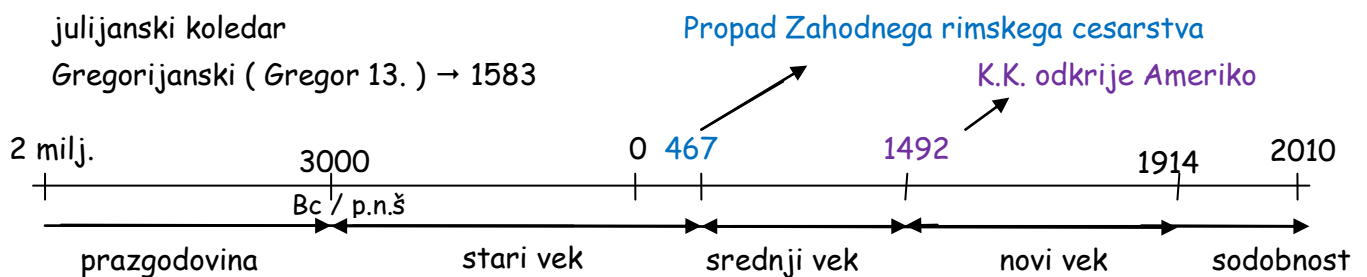 julijanski koledar
Propad Zahodnega rimskega cesarstva
Gregorijanski ( Gregor 13. ) → 1583
K.K. odkrije Ameriko
2 milj.
3000
0
467
1492
1914
2010
Bc / p.n.š
prazgodovina
stari vek
srednji vek
novi vek
sodobnost